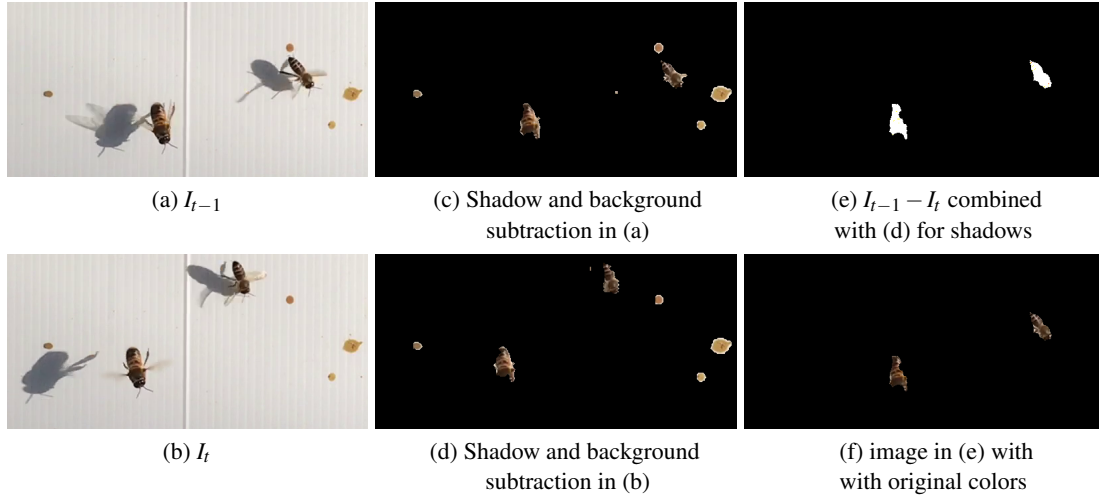 (a) I_{t−1}
(c) Shadow and background
subtraction in (a)
(e) I_{t−1} − I_t combined
with (d) for shadows
(b) I_t
(d) Shadow and background
subtraction in (b)
(f) image in (e) with
with original colors